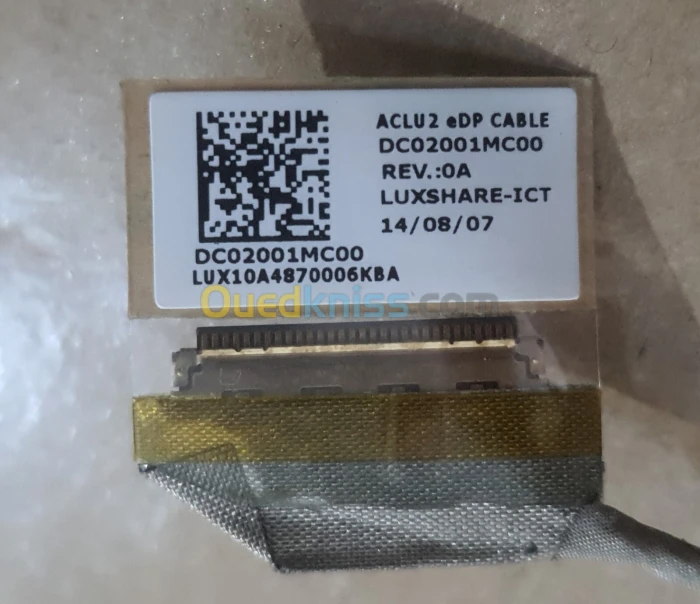 ACLU2 eDP CABLE
DC02001MC00
REV.:0A
LUXSHARE-ICT
14/08/07
DC02001MC00
LUX10A4870006KBA
Ouedkniss.com